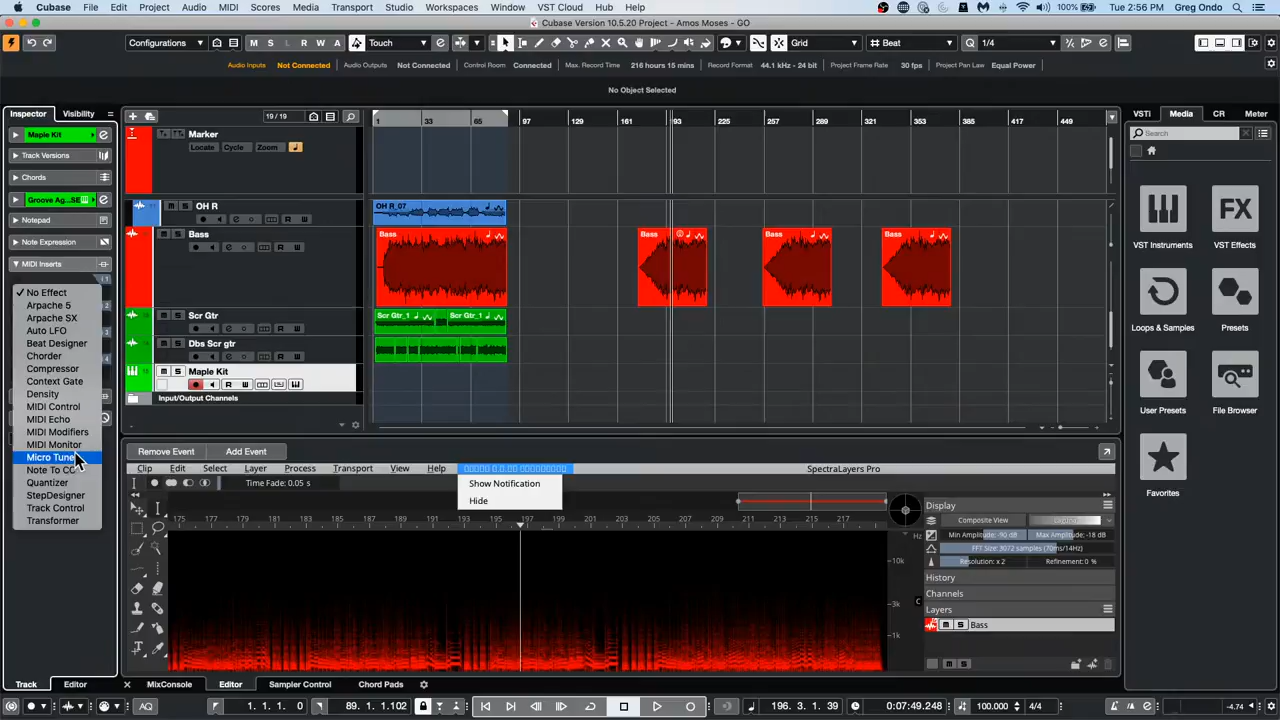 Cubase File Edit Project Audio MIDI Scores Media Transport Studio Workspaces Window VST Cloud Hub Help 100% Tue 2:56 PM Greg Ondo
Cubase Version 10.5.20 Project - Amos Moses - GO
Configurations M S L R W A Touch Grid Beat Q 1/4
Audio Inputs Not Connected Audio Outputs Not Connected Control Room Connected Max. Record Time 216 hours 15 mins Record Format 44.1 kHz - 24 bit Project Frame Rate 30 fps Project Pan Law Equal Power
No Object Selected
Inspector Visibility
19 / 19
1 33 65 97 129 161 193 225 257 289 321 353 385 417 449
VSTi Media CR Meter
Search
Maple Kit
Track Versions
Chords
Groove Ag...SE
Notepad
Note Expression
MIDI Inserts
No Effect
Arpache 5
Arpache SX
Auto LFO
Beat Designer
Chorder
Compressor
Context Gate
Density
MIDI Control
MIDI Echo
MIDI Modifiers
MIDI Monitor
Micro Tuner
Note To CC
Quantizer
StepDesigner
Track Control
Transformer
Marker
Locate Cycle Zoom
M S OH R
R W
M S Bass
R W
M S Scr Gtr
M S Dbs Scr gtr
M S Maple Kit
R W
Input/Output Channels
OH R_07
Bass Bass Bass Bass
Scr Gtr_1 Scr Gtr_1
VST Instruments VST Effects
FX
Loops & Samples Presets
User Presets File Browser
Favorites
Remove Event Add Event
Clip Edit Select Layer Process Transport View Help SpectraLayers Pro
Show Notification
Hide
Time Fade: 0.05 s
175 177 179 181 183 185 187 189 191 193 195 197 199 201 203 205 207 209 211 213 215 217 Hz
10k
3k
1k
C
Display
Composite View
Min Amplitude: -90 dB Max Amplitude: -18 dB
FFT Size: 3072 samples (70ms/14Hz)
Resolution: x 2 Refinement: 0 %
History
Channels
Layers
M S Bass
M S
Track Editor MixConsole Editor Sampler Control Chord Pads
AQ 1. 1. 1. 0 89. 1. 1.102 196. 3. 1. 39 0:07:49.248 100.000 4/4 -4.74